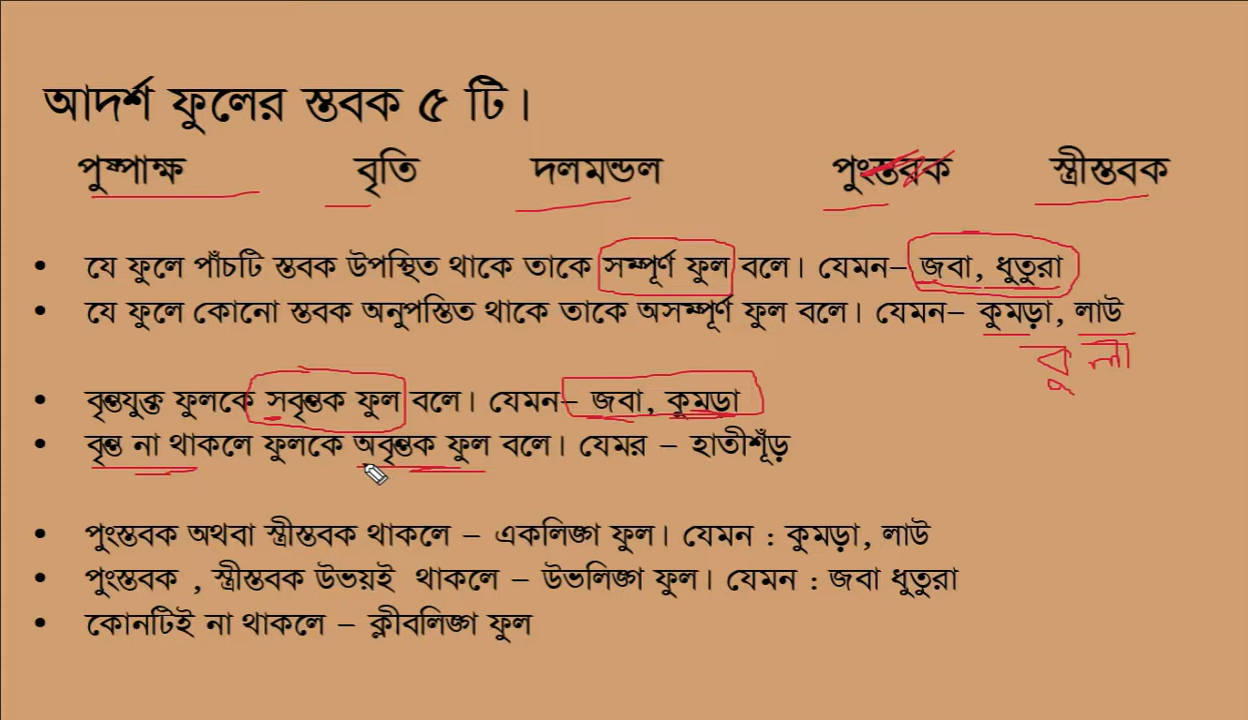 আদর্শ ফুলের স্তবক ৫ টি।
পুষ্পাক্ষ বৃতি দলমন্ডল পুংস্তবক স্ত্রীস্তবক
• যে ফুলে পাঁচটি স্তবক উপস্থিত থাকে তাকে সম্পূর্ণ ফুল বলে। যেমন– জবা, ধুতুরা
• যে ফুলে কোনো স্তবক অনুপস্তিত থাকে তাকে অসম্পূর্ণ ফুল বলে। যেমন– কুমড়া, লাউ
কু লা
• বৃন্তযুক্ত ফুলকে সবৃন্তক ফুল বলে। যেমন– জবা, কুমডা
• বৃন্ত না থাকলে ফুলকে অবৃন্তক ফুল বলে। যেমর – হাতীশূঁড়
• পুংস্তবক অথবা স্ত্রীস্তবক থাকলে – একলিঙ্গ ফুল। যেমন : কুমড়া, লাউ
• পুংস্তবক , স্ত্রীস্তবক উভয়ই থাকলে – উভলিঙ্গ ফুল। যেমন : জবা ধুতুরা
• কোনটিই না থাকলে – ক্লীবলিঙ্গ ফুল